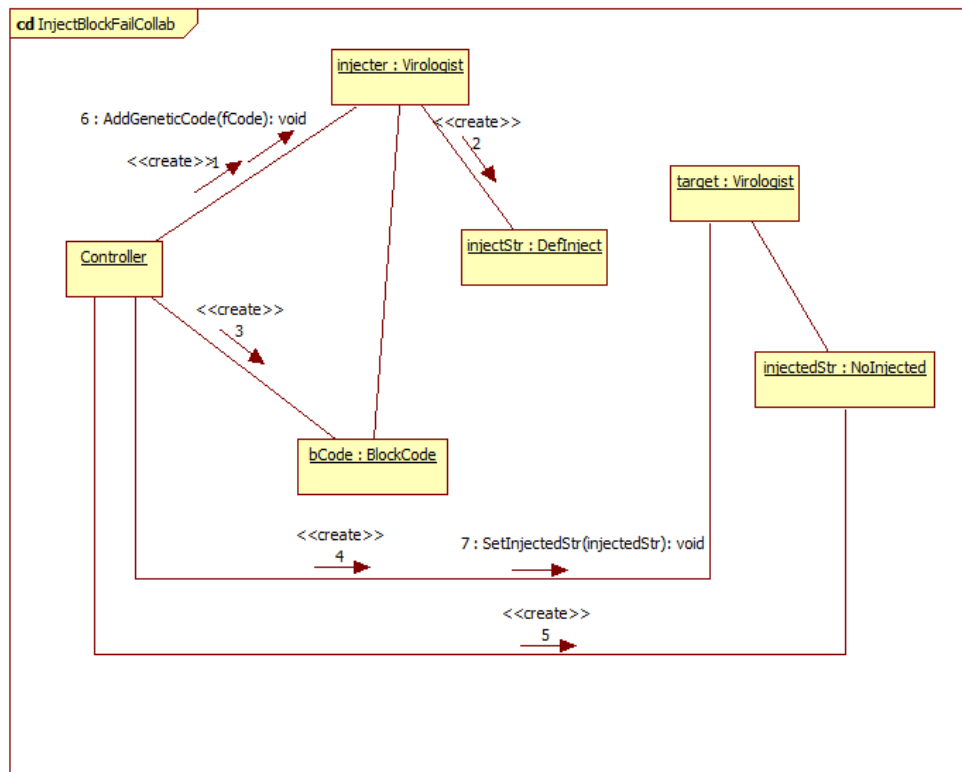 cd InjectBlockFailCollab
injecter : Virologist
6 : AddGeneticCode(fCode): void
<<create>>
1
<<create>>
2
target : Virologist
injectStr : DefInject
Controller
<<create>>
3
injectedStr : NoInjected
bCode : BlockCode
<<create>>
4
7 : SetInjectedStr(injectedStr): void
<<create>>
5